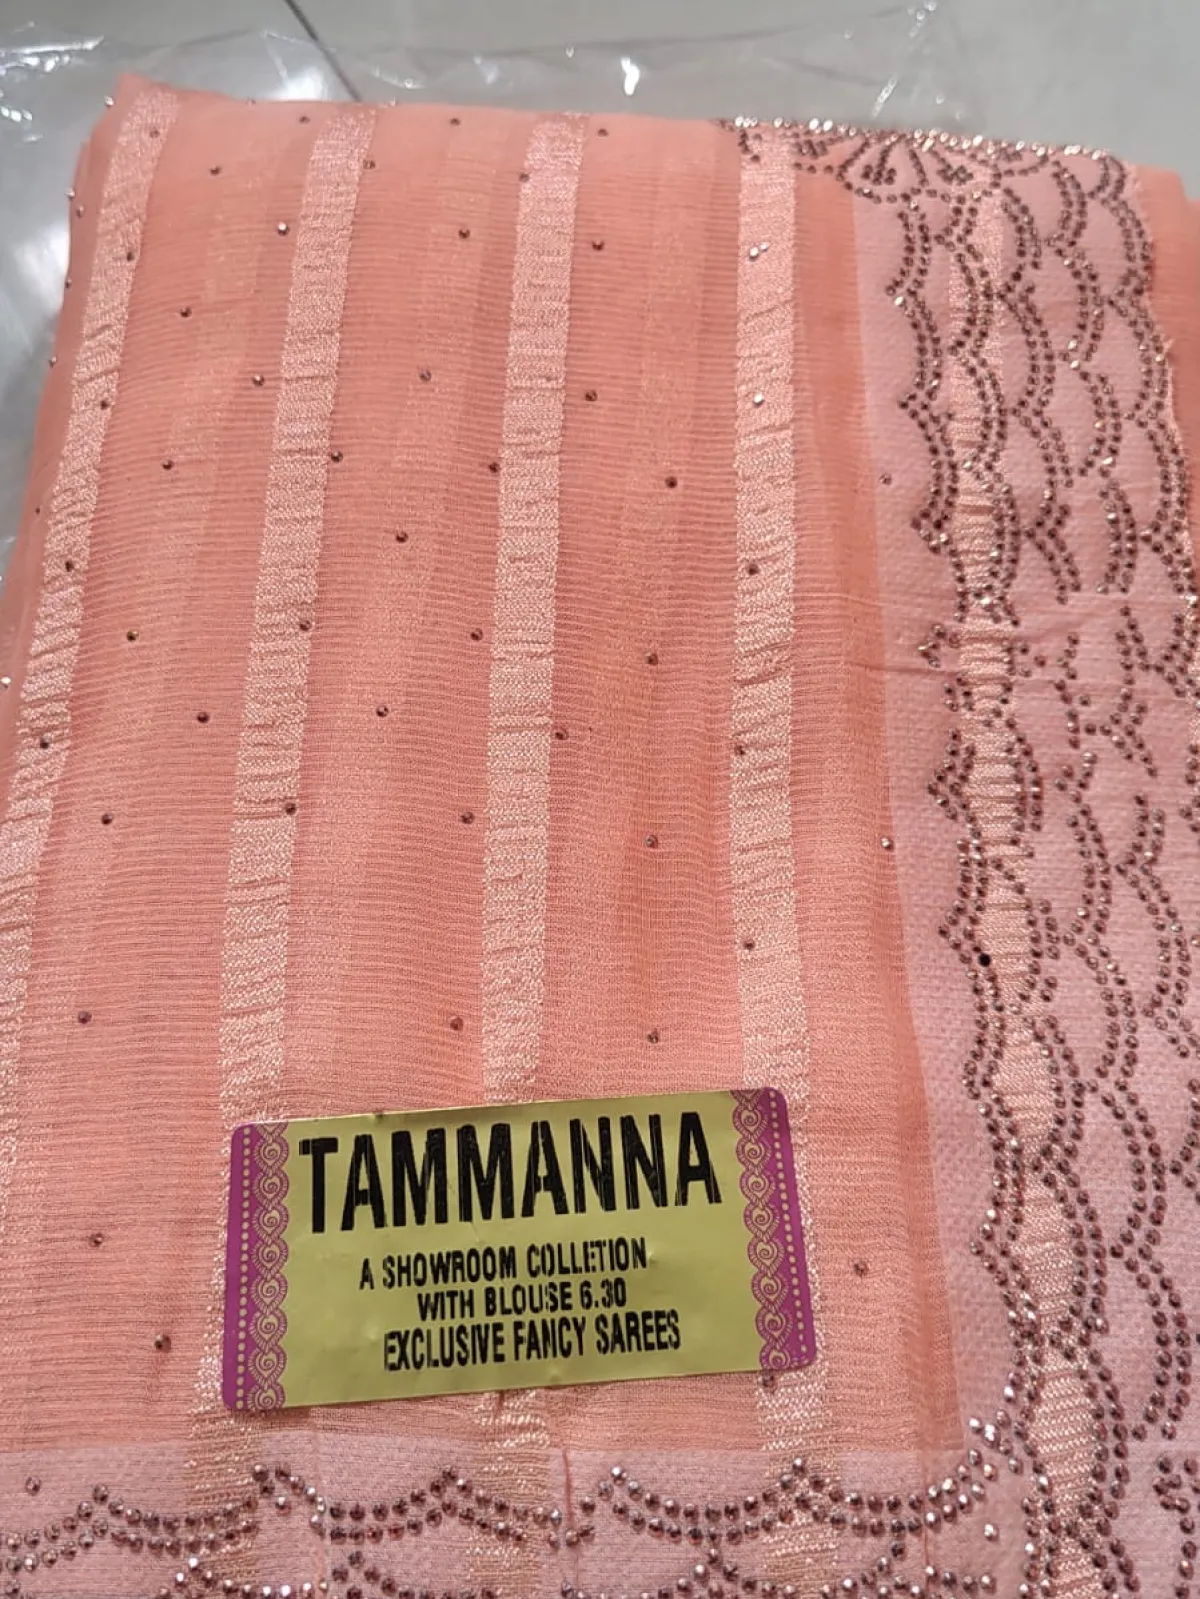 TAMMANNA
A SHOWROOM COLLETION
WITH BLOUSE 6.30
EXCLUSIVE FANCY SAREES